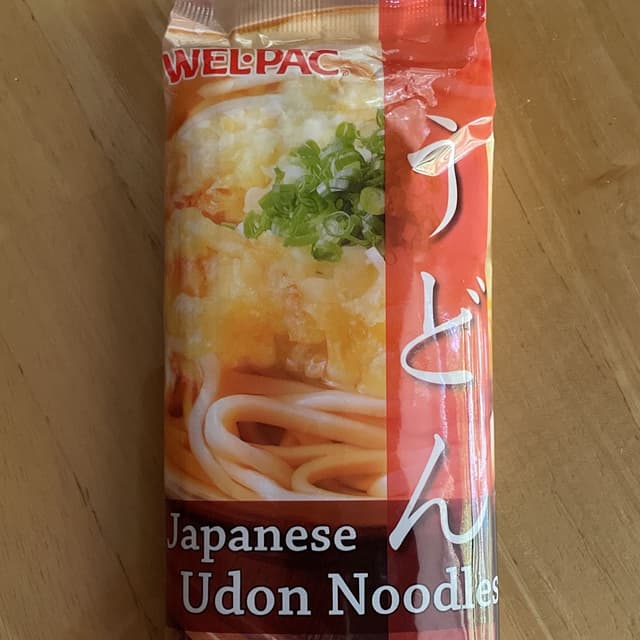 WEL·PAC®
うどん
Japanese
Udon Noodles